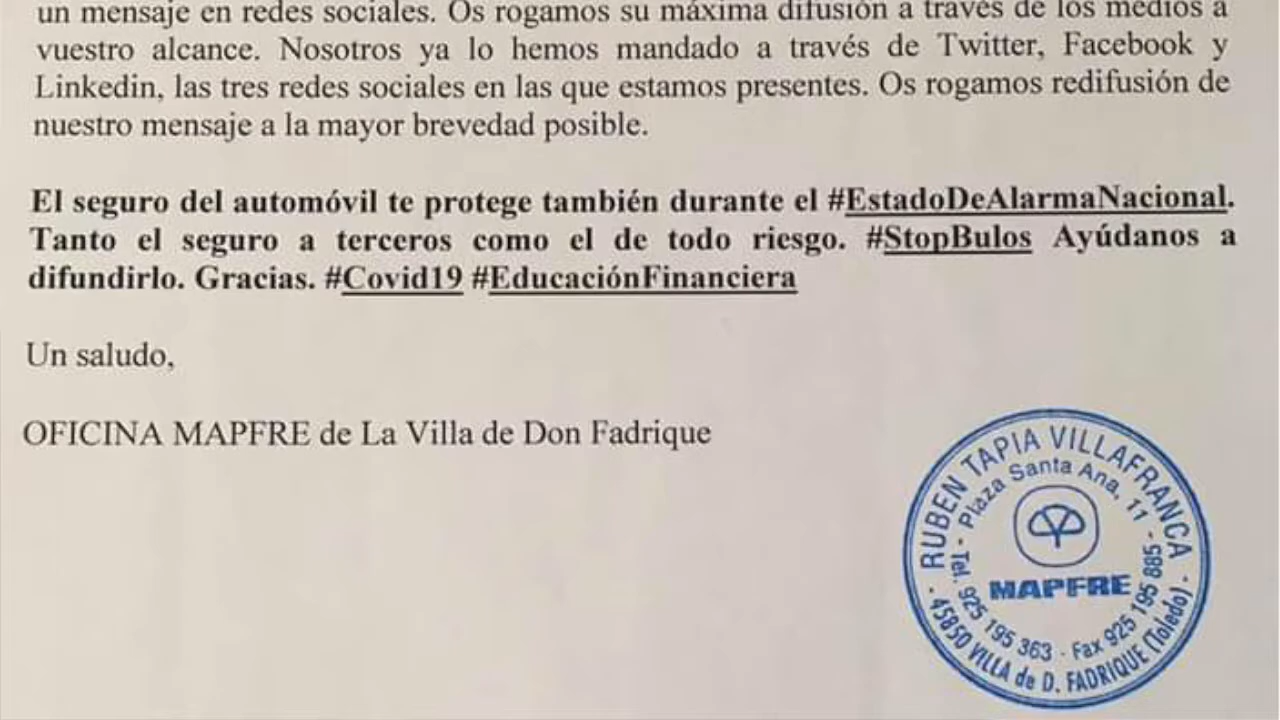 un mensaje en redes sociales. Os rogamos su máxima difusión a través de los medios a
vuestro alcance. Nosotros ya lo hemos mandado a través de Twitter, Facebook y
Linkedin, las tres redes sociales en las que estamos presentes. Os rogamos redifusión de
nuestro mensaje a la mayor brevedad posible.
El seguro del automóvil te protege también durante el #EstadoDeAlarmaNacional.
Tanto el seguro a terceros como el de todo riesgo. #StopBulos Ayúdanos a
difundirlo. Gracias. #Covid19 #EducaciónFinanciera
Un saludo,
OFICINA MAPFRE de La Villa de Don Fadrique
RUBEN TAPIA VILLAFRANCA
Plaza Santa Ana, 11
MAPFRE
- Tel. 925 195 363 - Fax 925 195 885 -
- 45850 VILLA de D. FADRIQUE (Toledo) -